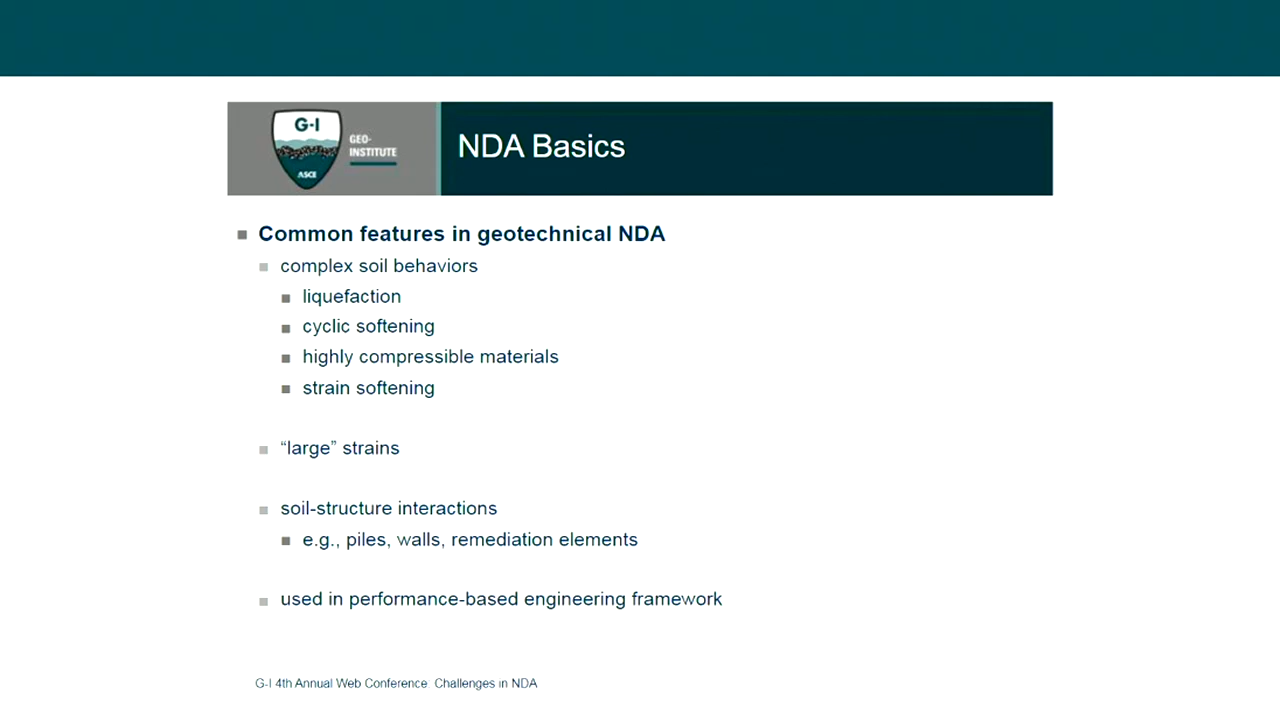 G-I
GEO-
INSTITUTE
ASCE
NDA Basics
Common features in geotechnical NDA
complex soil behaviors
liquefaction
cyclic softening
highly compressible materials
strain softening
“large” strains
soil-structure interactions
e.g., piles, walls, remediation elements
used in performance-based engineering framework
G-I 4th Annual Web Conference: Challenges in NDA